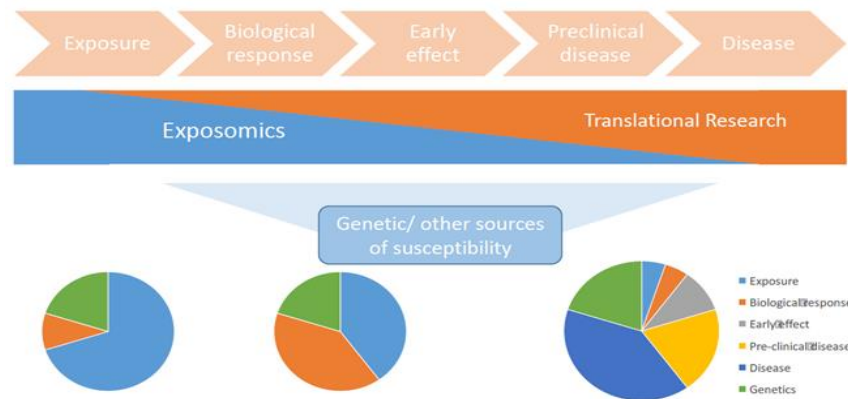 Exposure
Biological
response
Early
effect
Preclinical
disease
Disease
Exposomics
Translational Research
Genetic/ other sources
of susceptibility
Exposure
Biological response
Early effect
Pre-clinical disease
Disease
Genetics